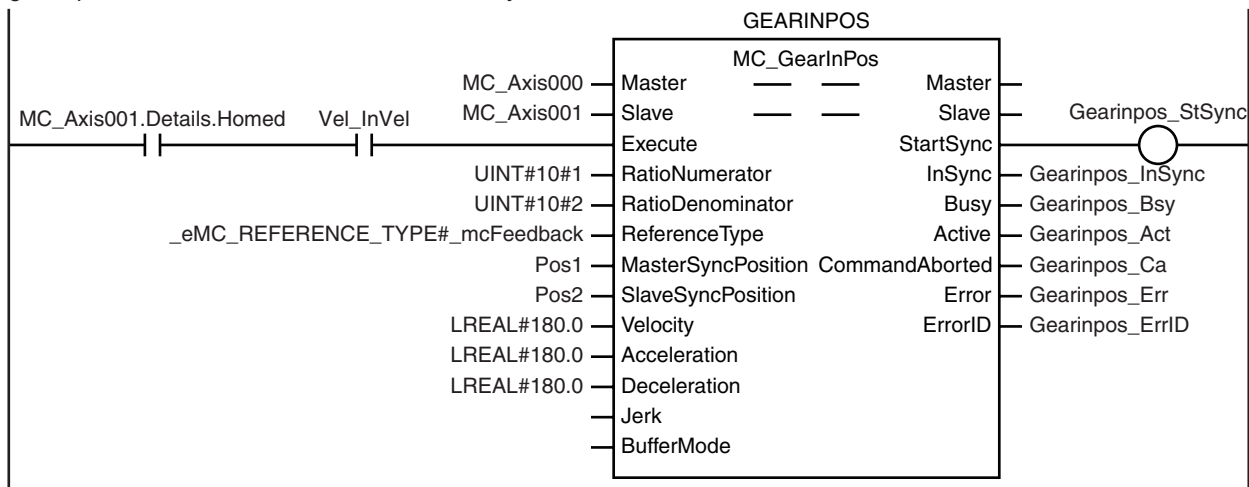 GEARINPOS
MC_GearInPos
MC_Axis000 Master Master
MC_Axis001.Details.Homed Vel_InVel MC_Axis001 Slave Slave Gearinpos_StSync
Execute StartSync
UINT#10#1 RatioNumerator InSync Gearinpos_InSync
UINT#10#2 RatioDenominator Busy Gearinpos_Bsy
_eMC_REFERENCE_TYPE#_mcFeedback ReferenceType Active Gearinpos_Act
Pos1 MasterSyncPosition CommandAborted Gearinpos_Ca
Pos2 SlaveSyncPosition Error Gearinpos_Err
LREAL#180.0 Velocity ErrorID Gearinpos_ErrID
LREAL#180.0 Acceleration
LREAL#180.0 Deceleration
Jerk
BufferMode